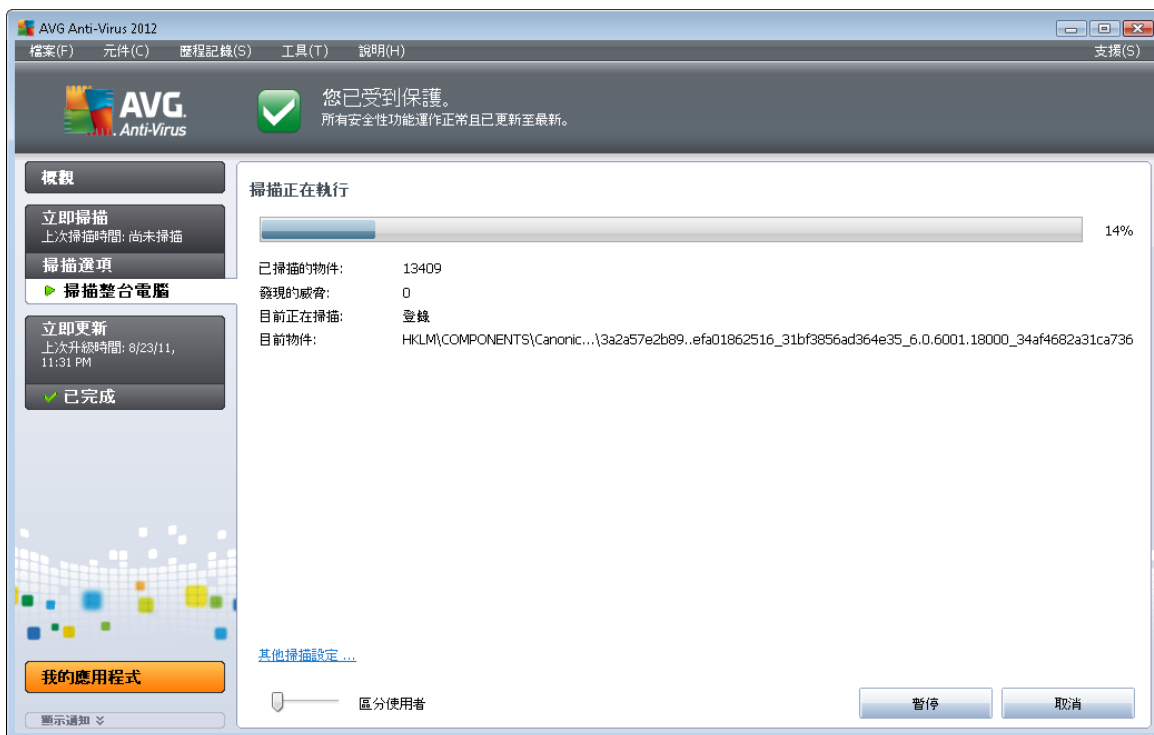 AVG Anti-Virus 2012
檔案(F) 元件(C) 歷程記錄(S) 工具(T) 說明(H) 支援(S)
AVG.
Anti-Virus
您已受到保護。
所有安全性功能運作正常且已更新至最新。
概觀
立即掃描
上次掃描時間: 尚未掃描
掃描選項
掃描整台電腦
立即更新
上次升級時間: 8/23/11,
11:31 PM
已完成
我的應用程式
顯示通知
掃描正在執行
14%
已掃描的物件: 13409
發現的威脅: 0
目前正在掃描: 登錄
目前物件: HKLM\COMPONENTS\Canonic...\3a2a57e2b89..efa01862516_31bf3856ad364e35_6.0.6001.18000_34af4682a31ca736
其他掃描設定 ...
區分使用者
暫停
取消